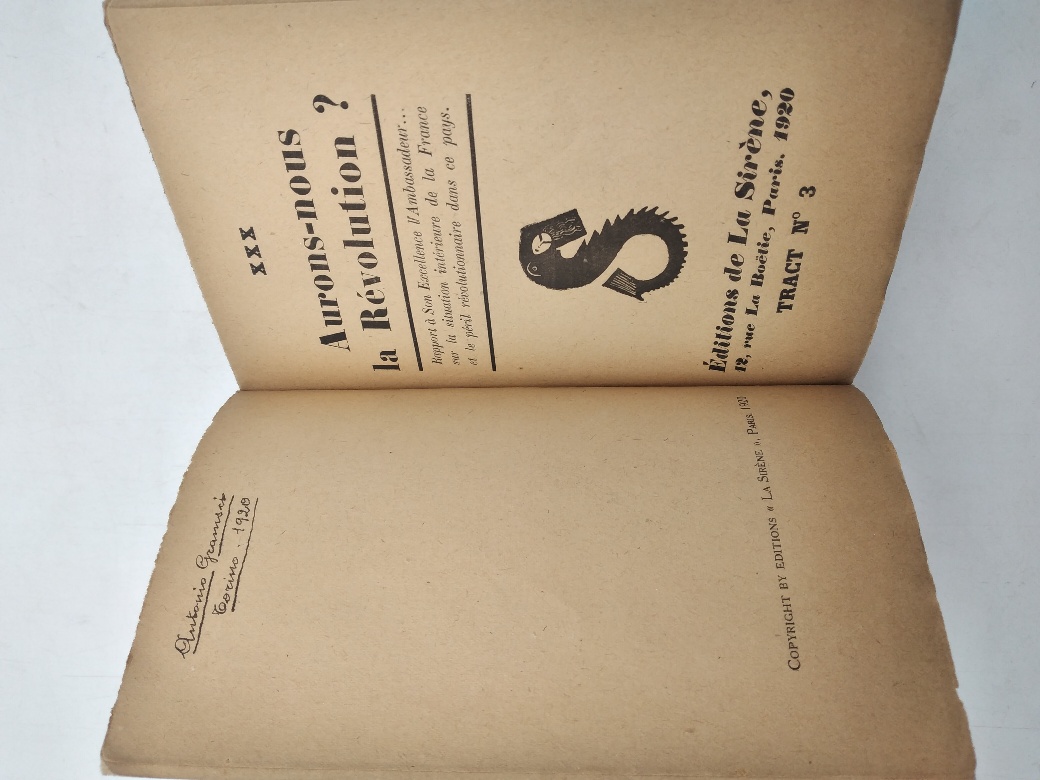 Antonio Gramsci
Torino. 1920
COPYRIGHT BY EDITIONS « LA SIRÈNE », PARIS 1920
xxx
Aurons-nous
la Révolution ?
Rapport à Son Excellence l'Ambassadeur...
sur la situation intérieure de la France
et le péril révolutionnaire dans ce pays.
Éditions de La Sirène,
12, rue La Boëtie, Paris. 1920
TRACT Nº 3